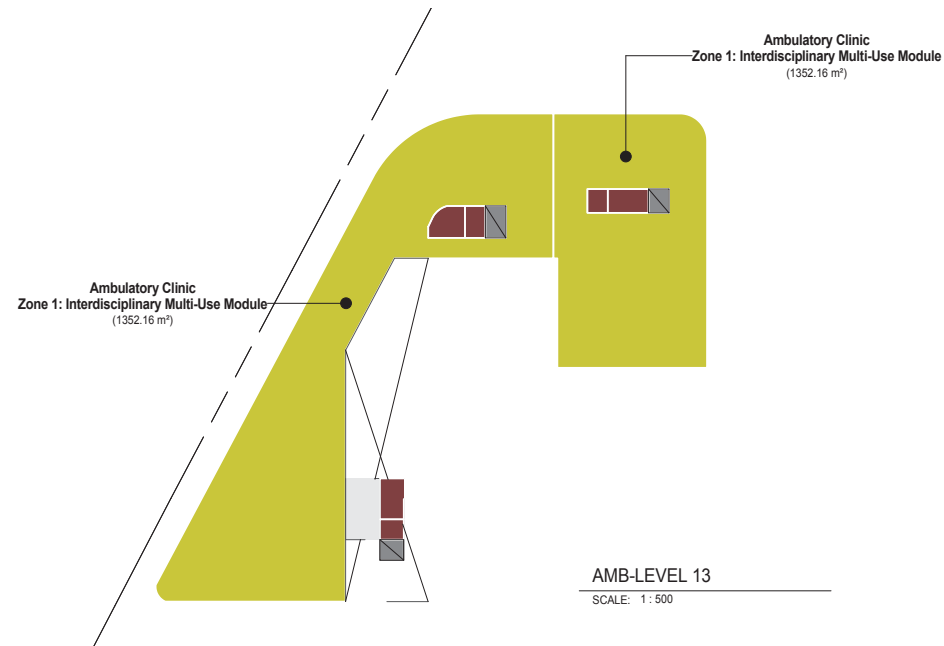 Ambulatory Clinic
Zone 1: Interdisciplinary Multi-Use Module
(1352.16 m²)
Ambulatory Clinic
Zone 1: Interdisciplinary Multi-Use Module
(1352.16 m²)
AMB-LEVEL 13
SCALE: 1 : 500